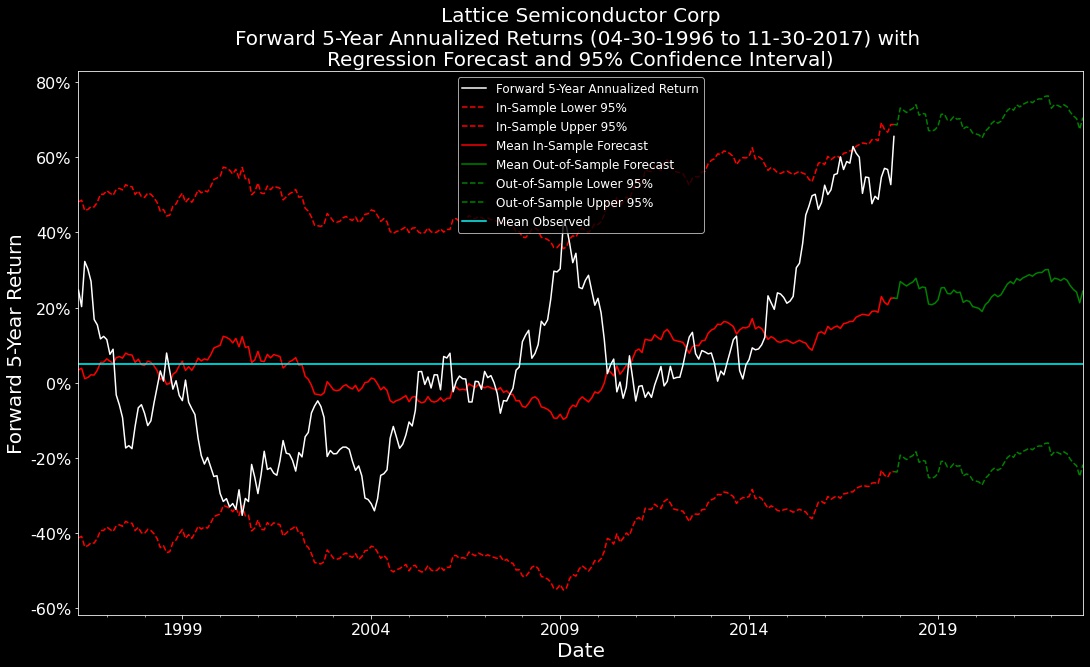 Lattice Semiconductor Corp
Forward 5-Year Annualized Returns (04-30-1996 to 11-30-2017) with
Regression Forecast and 95% Confidence Interval)
80%
60%
40%
20%
0%
-20%
-40%
-60%
Forward 5-Year Return
Forward 5-Year Annualized Return
In-Sample Lower 95%
In-Sample Upper 95%
Mean In-Sample Forecast
Mean Out-of-Sample Forecast
Out-of-Sample Lower 95%
Out-of-Sample Upper 95%
Mean Observed
1999
2004
2009
2014
2019
Date